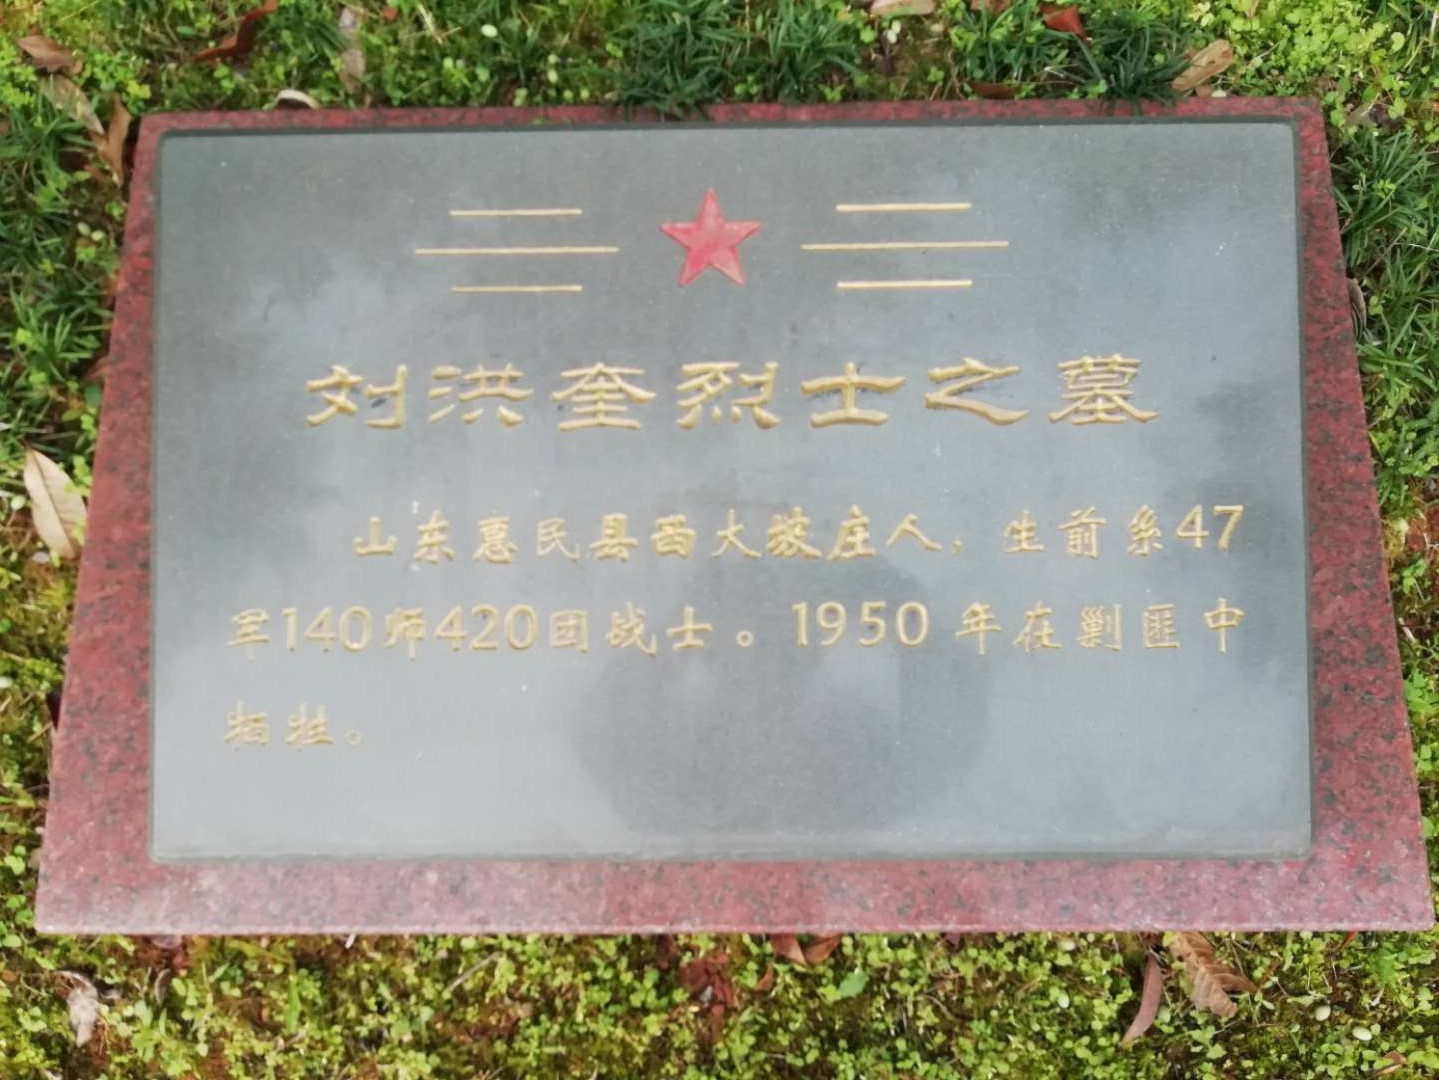 刘洪奎烈士之墓
山东惠民县西大坡庄人，生前系47
军140师420团战士。1950年在剿匪中
牺牲。